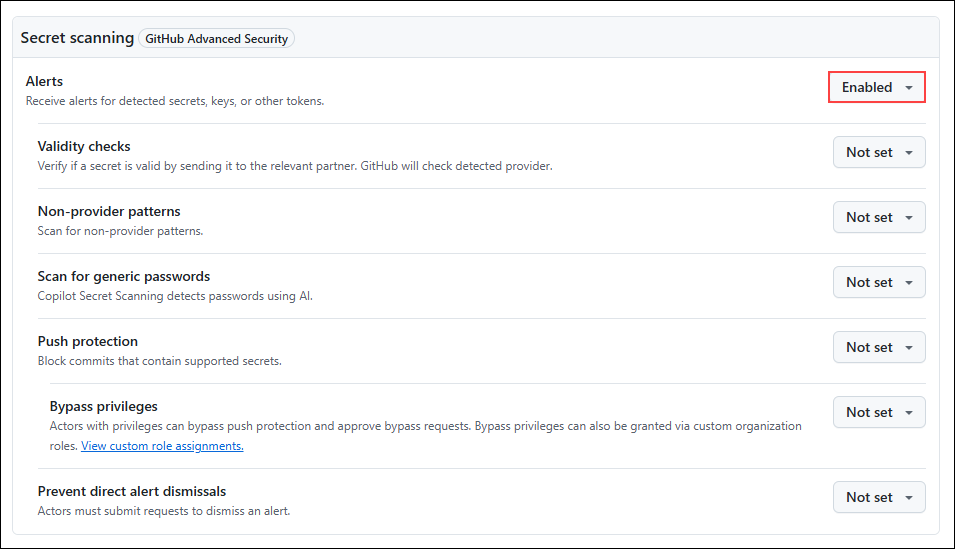 Secret scanning GitHub Advanced Security
Alerts
Receive alerts for detected secrets, keys, or other tokens.
Enabled
Validity checks
Verify if a secret is valid by sending it to the relevant partner. GitHub will check detected provider.
Not set
Non-provider patterns
Scan for non-provider patterns.
Not set
Scan for generic passwords
Copilot Secret Scanning detects passwords using AI.
Not set
Push protection
Block commits that contain supported secrets.
Not set
Bypass privileges
Actors with privileges can bypass push protection and approve bypass requests. Bypass privileges can also be granted via custom organization
roles. View custom role assignments.
Not set
Prevent direct alert dismissals
Actors must submit requests to dismiss an alert.
Not set